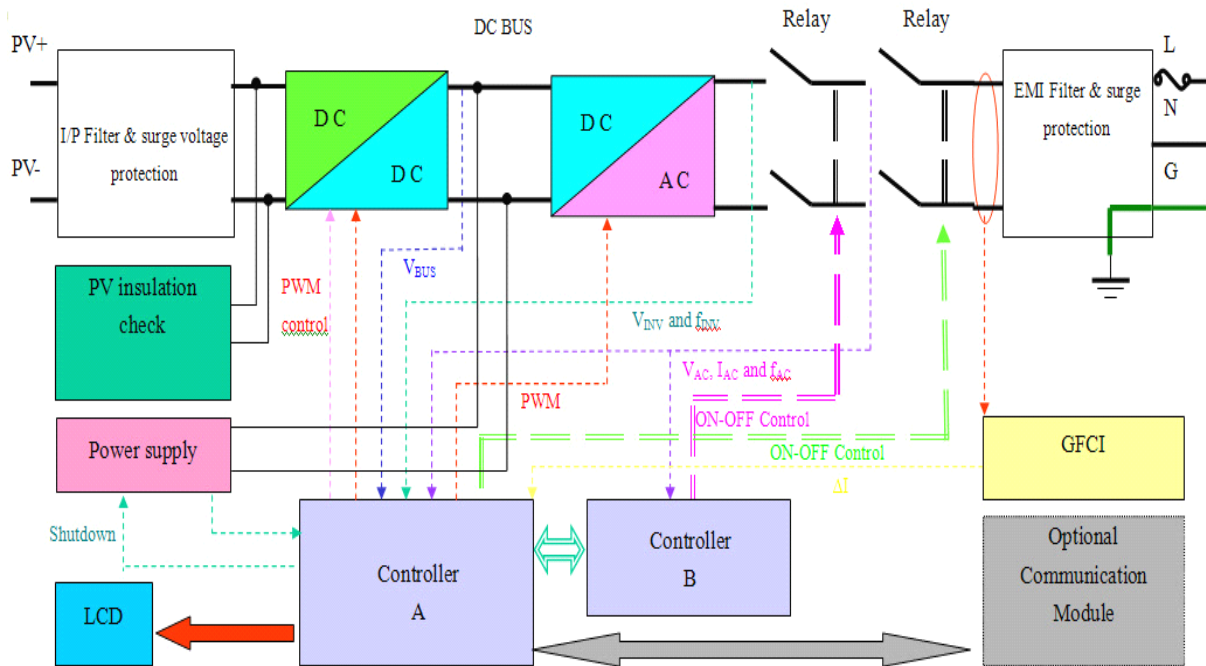 PV+
PV-
I/P Filter & surge voltage
protection
DC BUS
D C
D C
D C
A C
Relay
Relay
EMI Filter & surge
protection
L
N
G
PV insulation
check
PWM
control
VBUS
VINV and fINV
VAC, IAC and fAC
PWM
ON-OFF Control
ON-OFF Control
ΔI
Power supply
Shutdown
GFCI
Controller
A
Controller
B
LCD
Optional
Communication
Module